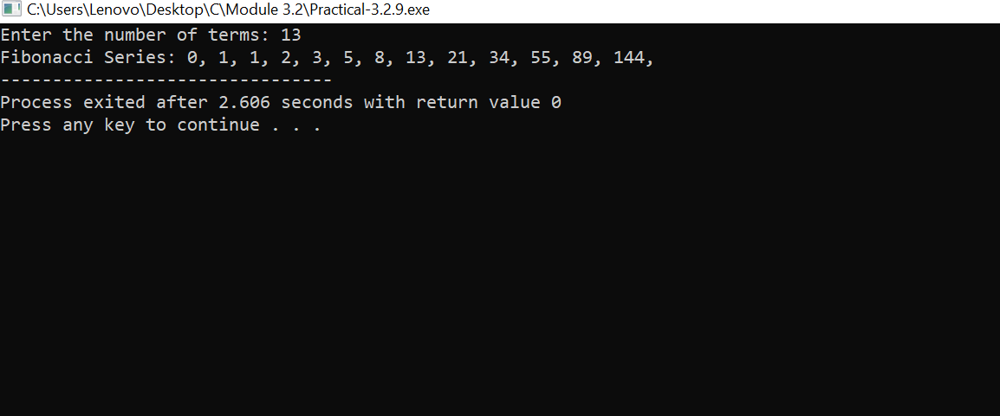 C:\Users\Lenovo\Desktop\C\Module 3.2\Practical-3.2.9.exe
Enter the number of terms: 13
Fibonacci Series: 0, 1, 1, 2, 3, 5, 8, 13, 21, 34, 55, 89, 144,
--------------------------------
Process exited after 2.606 seconds with return value 0
Press any key to continue . . .